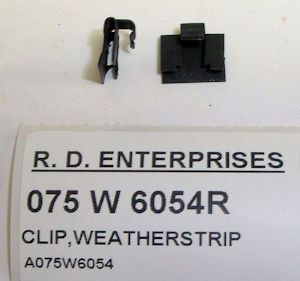 R. D. ENTERPRISES
075 W 6054R
CLIP,WEATHERSTRIP
A075W6054